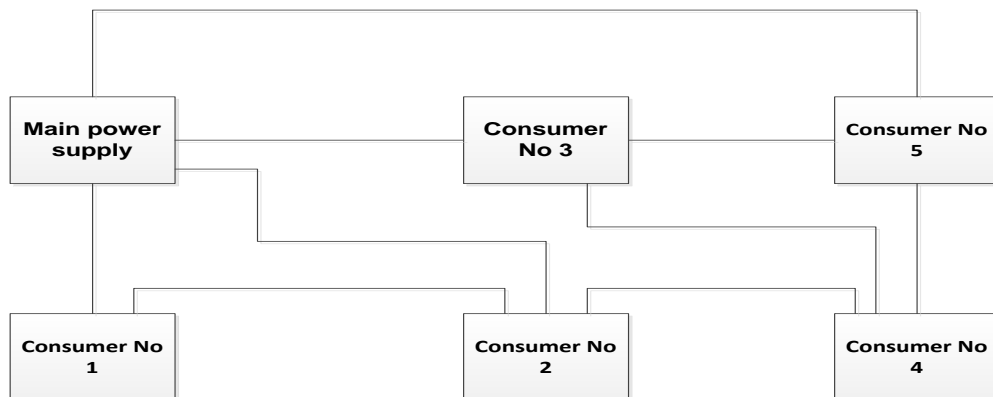 Main power
supply
Consumer
No 3
Consumer No
5
Consumer No
1
Consumer No
2
Consumer No
4